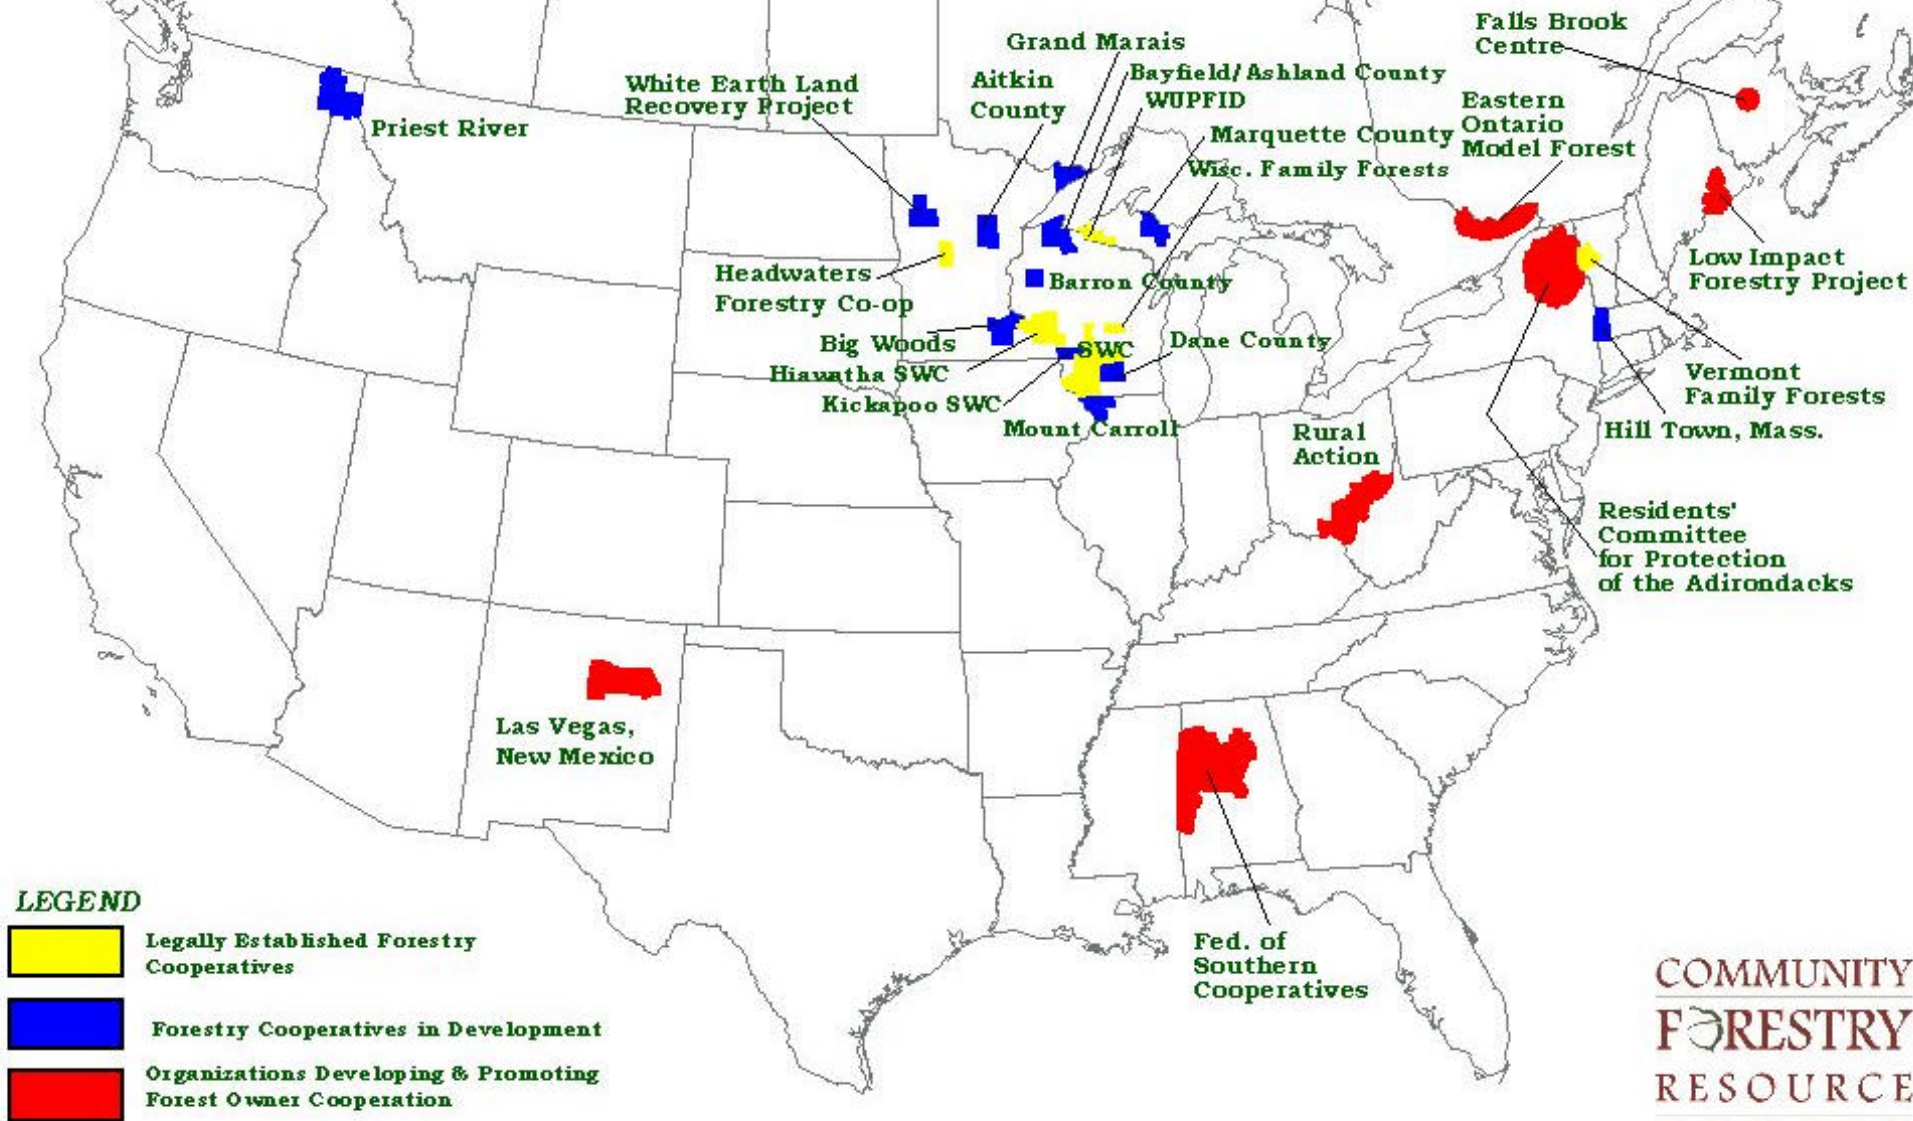 Falls Brook
Centre
Grand Marais
Bayfield/Ashland County
White Earth Land
Recovery Project
Aitkin
County
WUPFID
Eastern
Ontario
Model Forest
Priest River
Marquette County
Wisc. Family Forests
Low Impact
Forestry Project
Headwaters
Forestry Co-op
Barron County
Big Woods
SWC
Dane County
Hiawatha SWC
Vermont
Family Forests
Kickapoo SWC
Mount Carroll
Hill Town, Mass.
Rural
Action
Residents'
Committee
for Protection
of the Adirondacks
Las Vegas,
New Mexico
Fed. of
Southern
Cooperatives
LEGEND
Legally Established Forestry
Cooperatives
Forestry Cooperatives in Development
Organizations Developing & Promoting
Forest Owner Cooperation
COMMUNITY
FORESTRY
RESOURCE